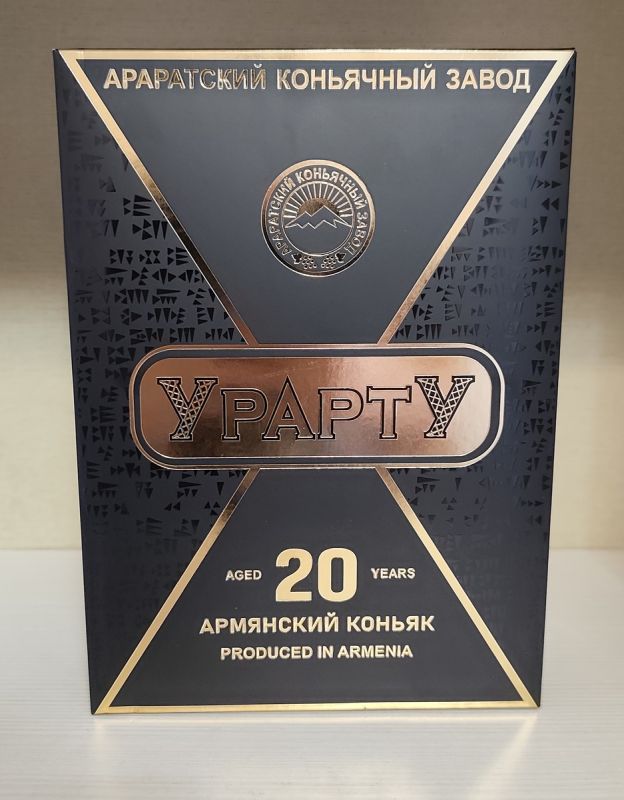 АРАРАТСКИЙ КОНЬЯЧНЫЙ ЗАВОД
АРАРАТСКИЙ КОНЬЯЧНЫЙ ЗАВОД
УРАРТУ
AGED 20 YEARS
АРМЯНСКИЙ КОНЬЯК
PRODUCED IN ARMENIA